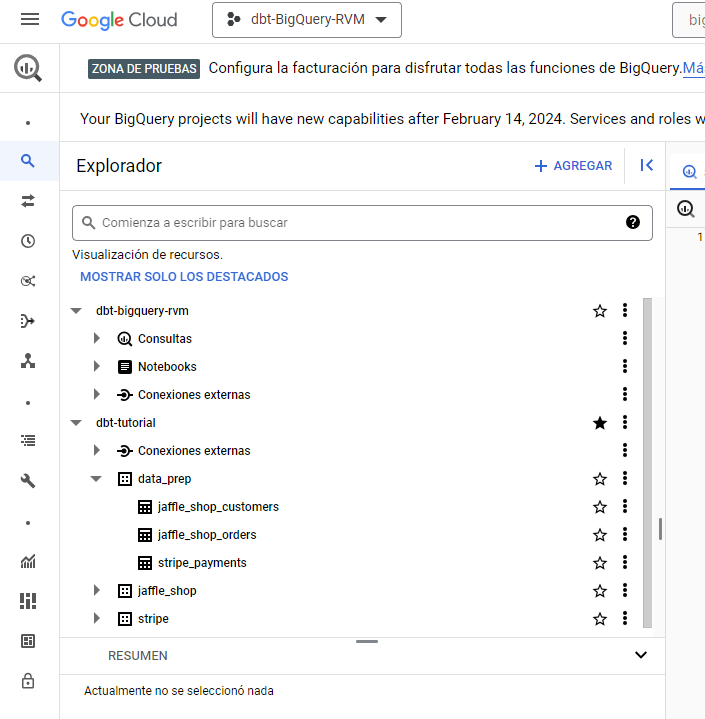 Google Cloud
dbt-BigQuery-RVM
big
ZONA DE PRUEBAS
Configura la facturación para disfrutar todas las funciones de BigQuery. Má
Your BigQuery projects will have new capabilities after February 14, 2024. Services and roles w
Explorador
AGREGAR
Comienza a escribir para buscar
Visualización de recursos.
MOSTRAR SOLO LOS DESTACADOS
1
dbt-bigquery-rvm
Consultas
Notebooks
Conexiones externas
dbt-tutorial
Conexiones externas
data_prep
jaffle_shop_customers
jaffle_shop_orders
stripe_payments
jaffle_shop
stripe
RESUMEN
Actualmente no se seleccionó nada